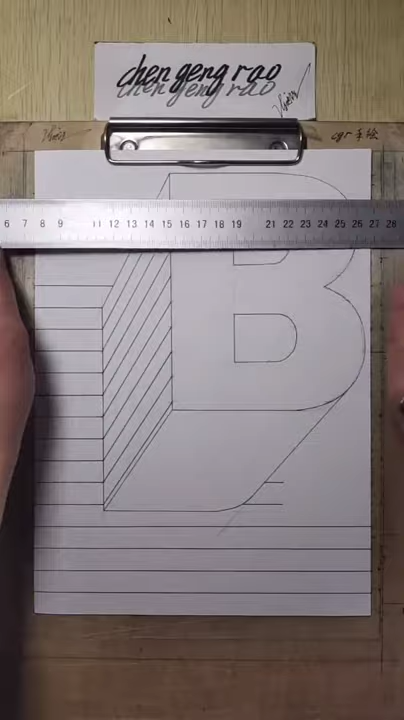 chen geng rao
chen geng rao
cgr手绘
6 7 8 9 11 12 13 14 15 16 17 18 19 20 21 22 23 24 25 26 27 28
B